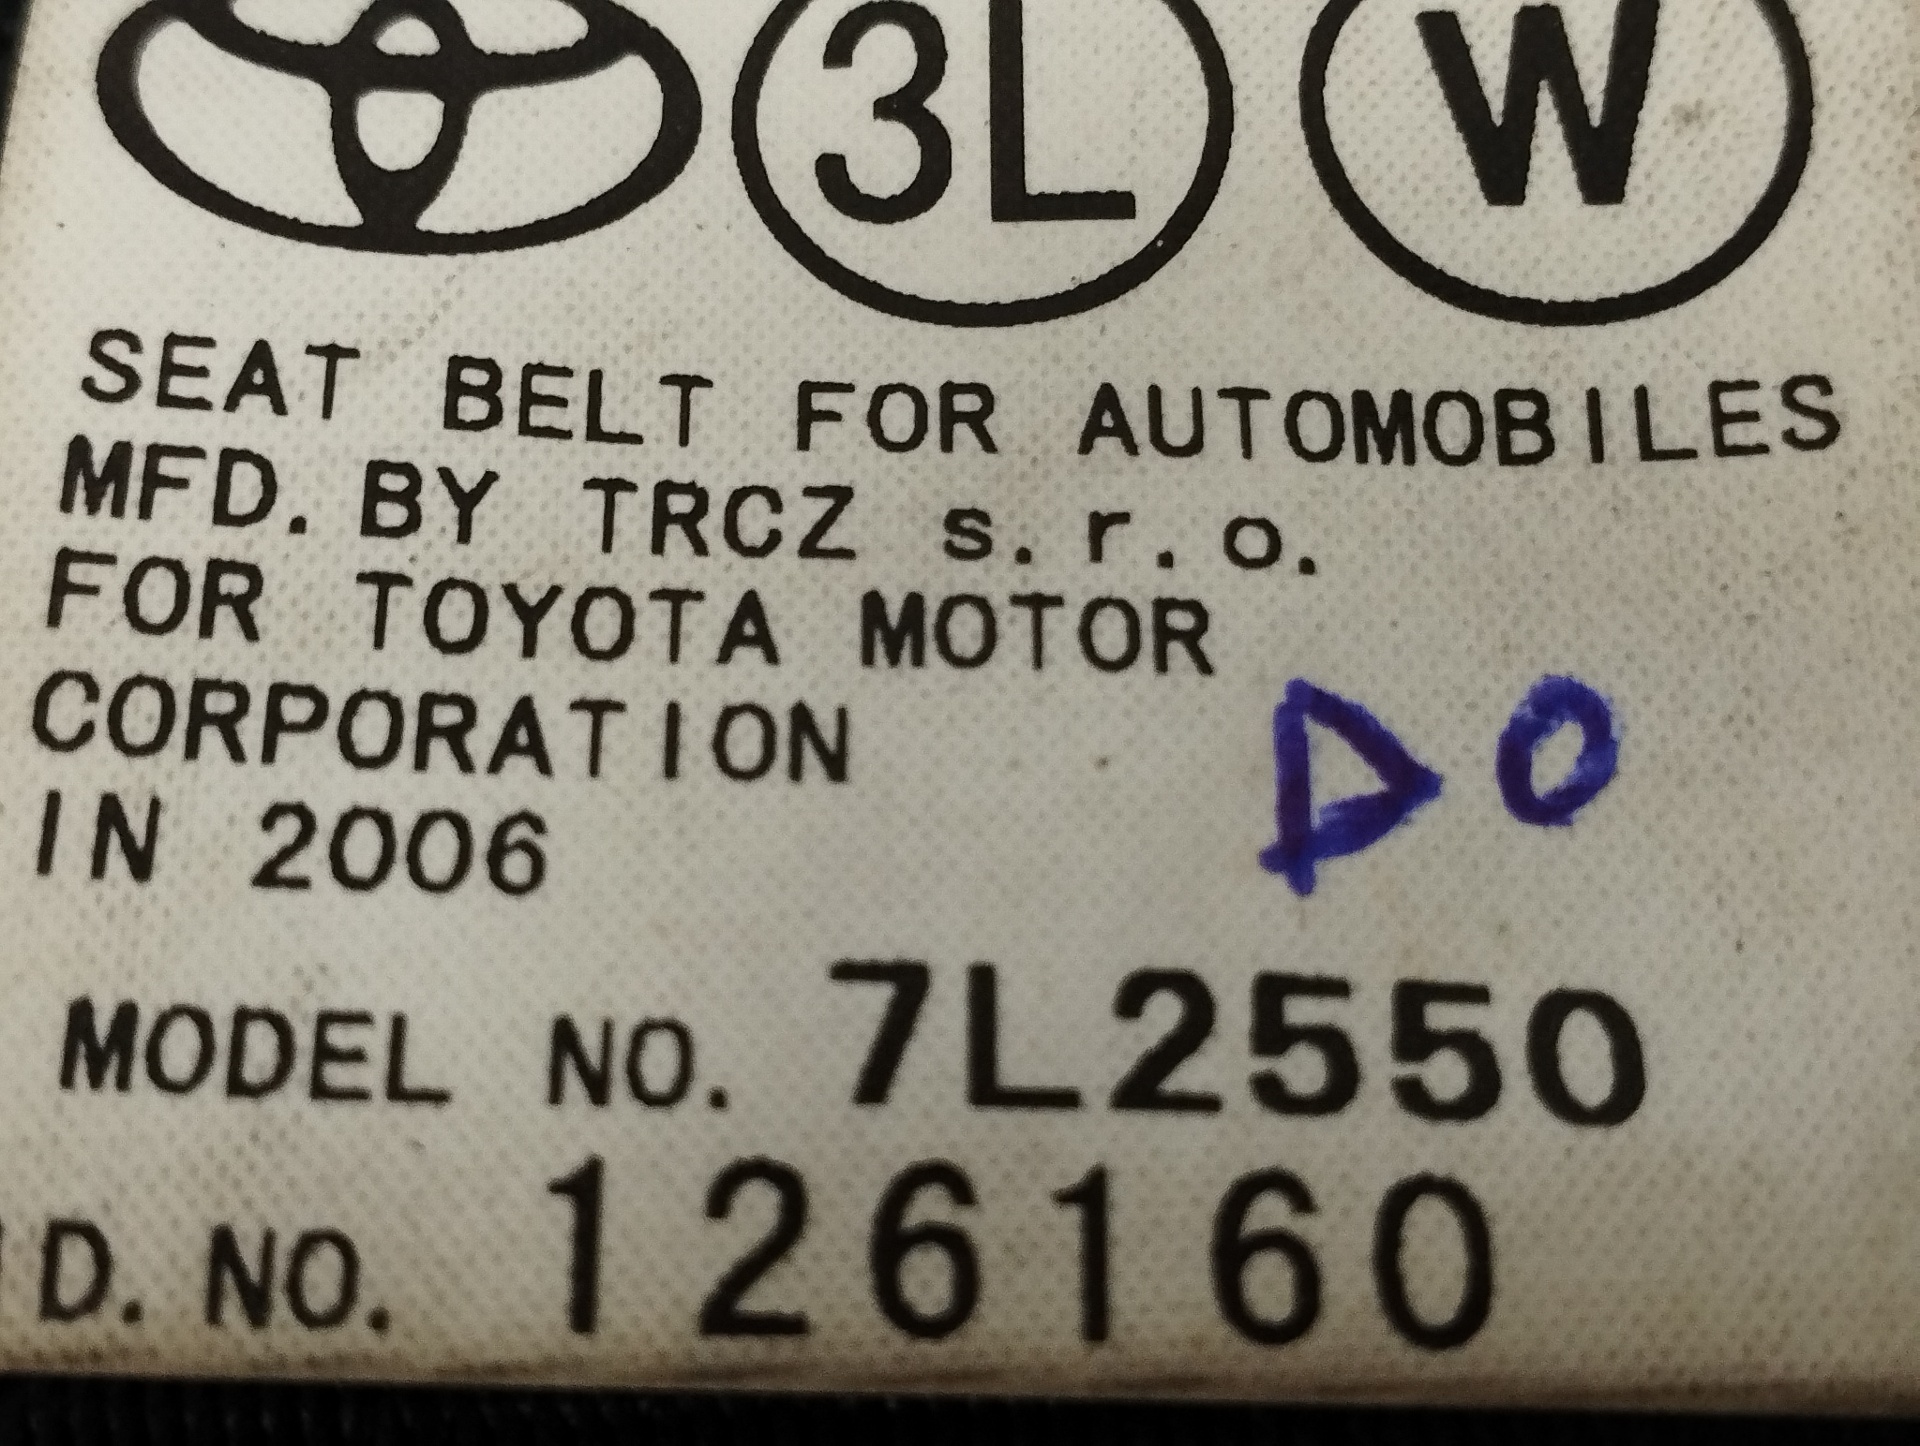 3L W
SEAT BELT FOR AUTOMOBILES
MFD. BY TRCZ s.r.o.
FOR TOYOTA MOTOR
CORPORATION
IN 2006
DO
MODEL NO. 7L2550
D. NO. 126160